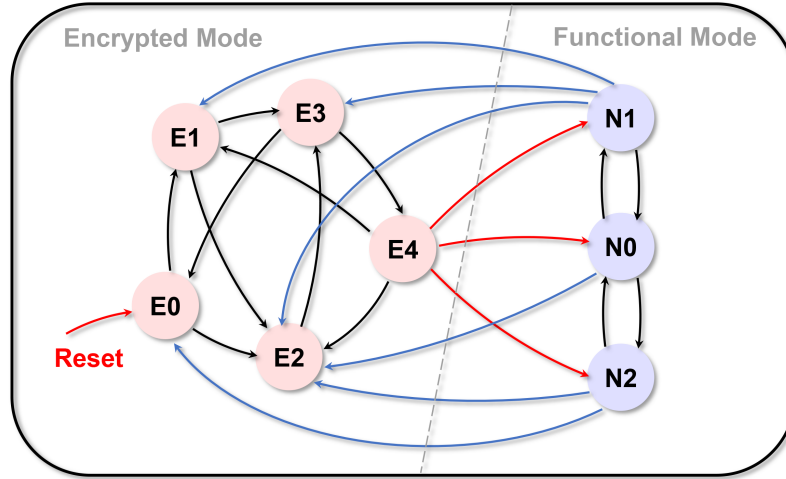 Encrypted Mode
Functional Mode
E3
N1
E1
E4
N0
E0
Reset
E2
N2